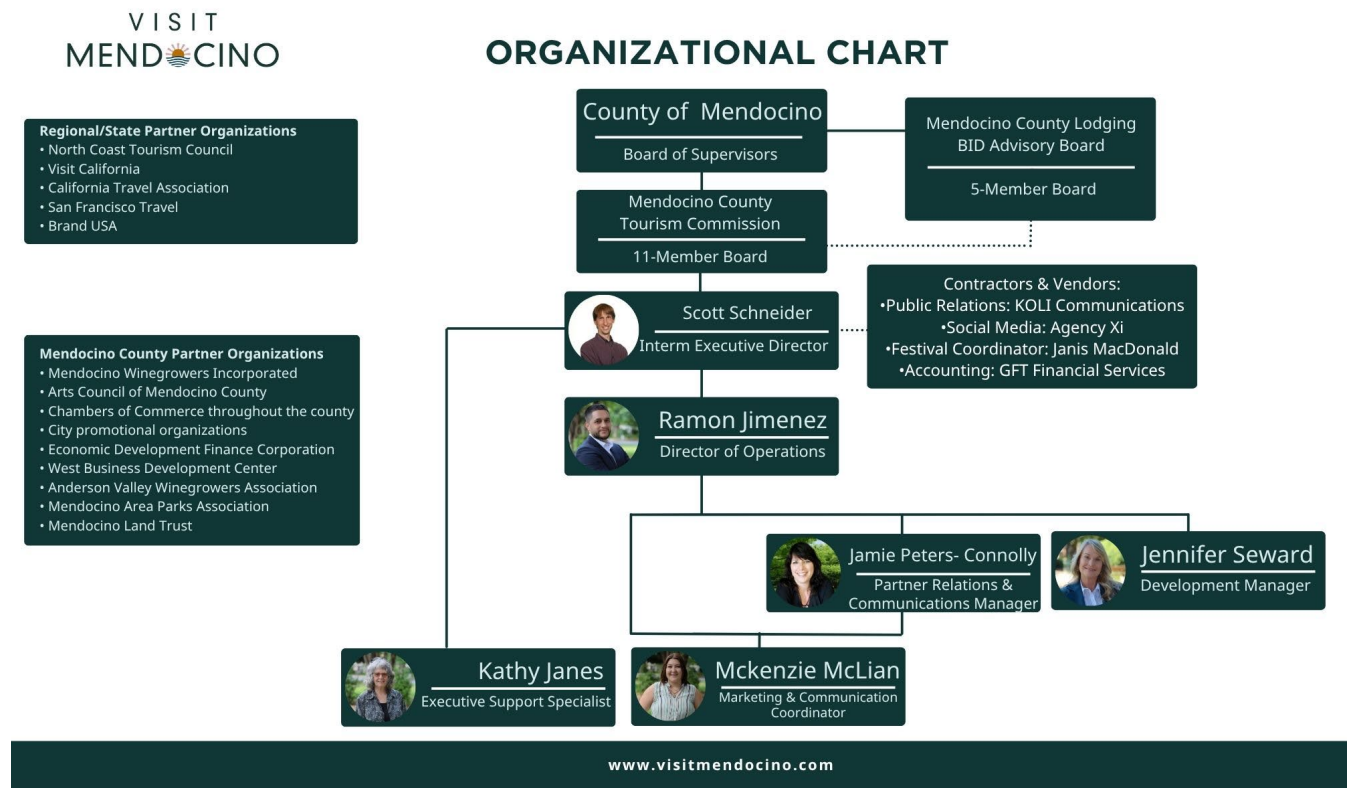 VISIT
MENDOCINO
ORGANIZATIONAL CHART
County of Mendocino
Board of Supervisors
Mendocino County Lodging
BID Advisory Board
5-Member Board
Regional/State Partner Organizations
• North Coast Tourism Council
• Visit California
• California Travel Association
• San Francisco Travel
• Brand USA
Mendocino County
Tourism Commission
11-Member Board
Contractors & Vendors:
•Public Relations: KOLI Communications
•Social Media: Agency Xi
•Festival Coordinator: Janis MacDonald
•Accounting: GFT Financial Services
Scott Schneider
Interm Executive Director
Mendocino County Partner Organizations
• Mendocino Winegrowers Incorporated
• Arts Council of Mendocino County
• Chambers of Commerce throughout the county
• City promotional organizations
• Economic Development Finance Corporation
• West Business Development Center
• Anderson Valley Winegrowers Association
• Mendocino Area Parks Association
• Mendocino Land Trust
Ramon Jimenez
Director of Operations
Jamie Peters- Connolly
Partner Relations &
Communications Manager
Jennifer Seward
Development Manager
Kathy Janes
Executive Support Specialist
Mckenzie McLian
Marketing & Communication
Coordinator
www.visitmendocino.com